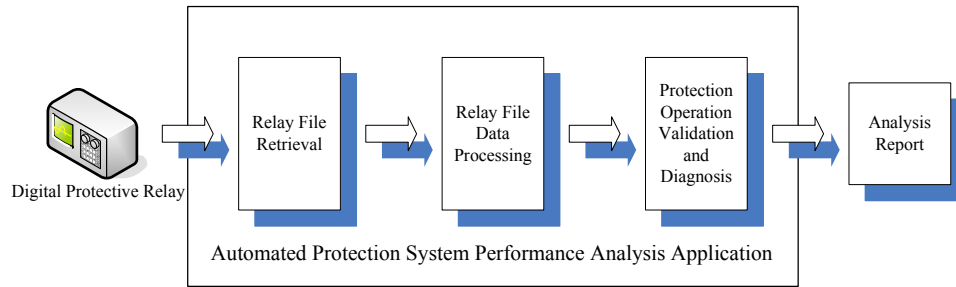 Digital Protective Relay
Relay File
Retrieval
Relay File
Data
Processing
Protection
Operation
Validation
and
Diagnosis
Analysis
Report
Automated Protection System Performance Analysis Application